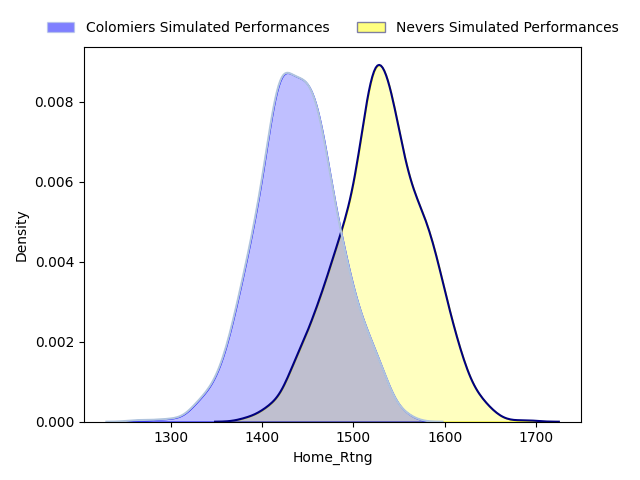 Colomiers Simulated Performances Nevers Simulated Performances
0.008
0.006
0.004
0.002
0.000
Density
1300 1400 1500 1600 1700
Home_Rtng